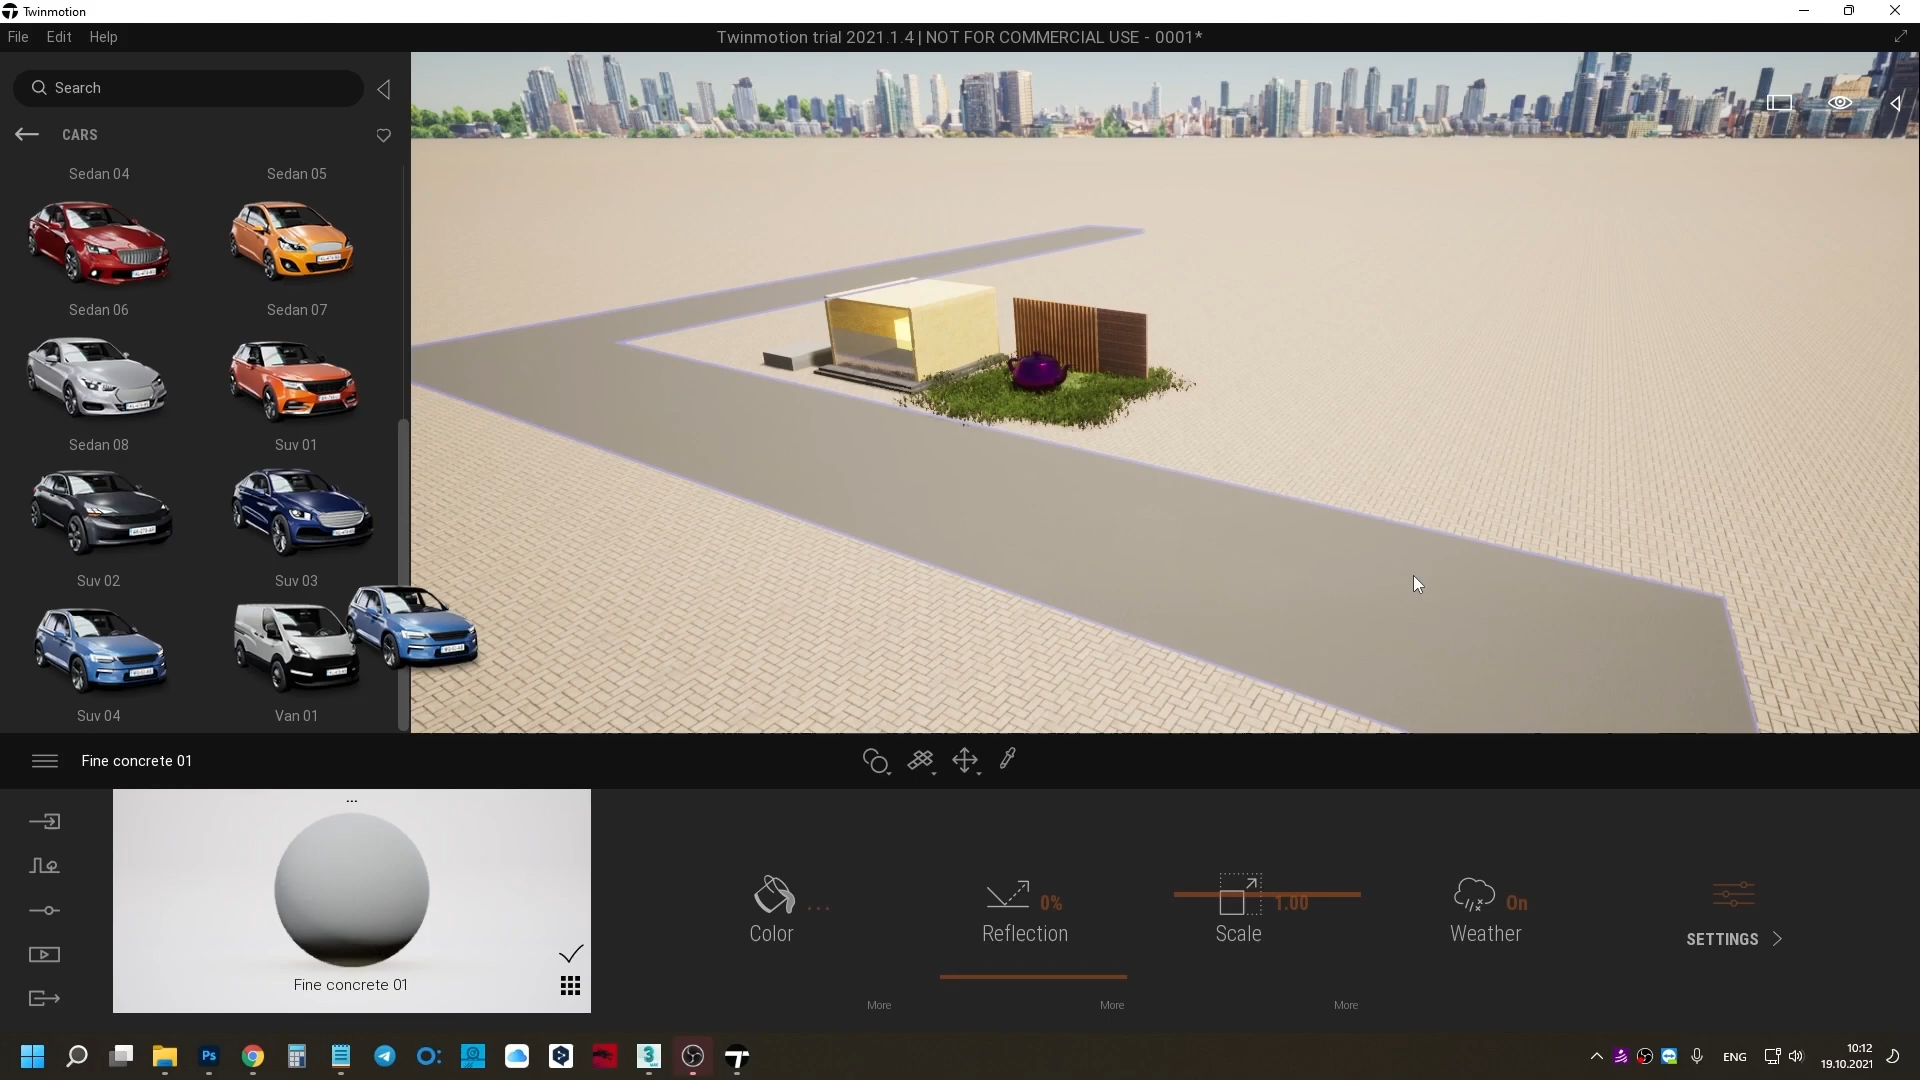 Twinmotion
File Edit Help
Twinmotion trial 2021.1.4 | NOT FOR COMMERCIAL USE - 0001*
Search
CARS
Sedan 04 Sedan 05
Sedan 06 Sedan 07
Sedan 08 Suv 01
Suv 02 Suv 03
Suv 04 Van 01
Fine concrete 01
...
Fine concrete 01
Color ...
Reflection 0%
Scale 1.00
Weather On
SETTINGS
More More More
Ps
3
ENG
10:12
19.10.2021